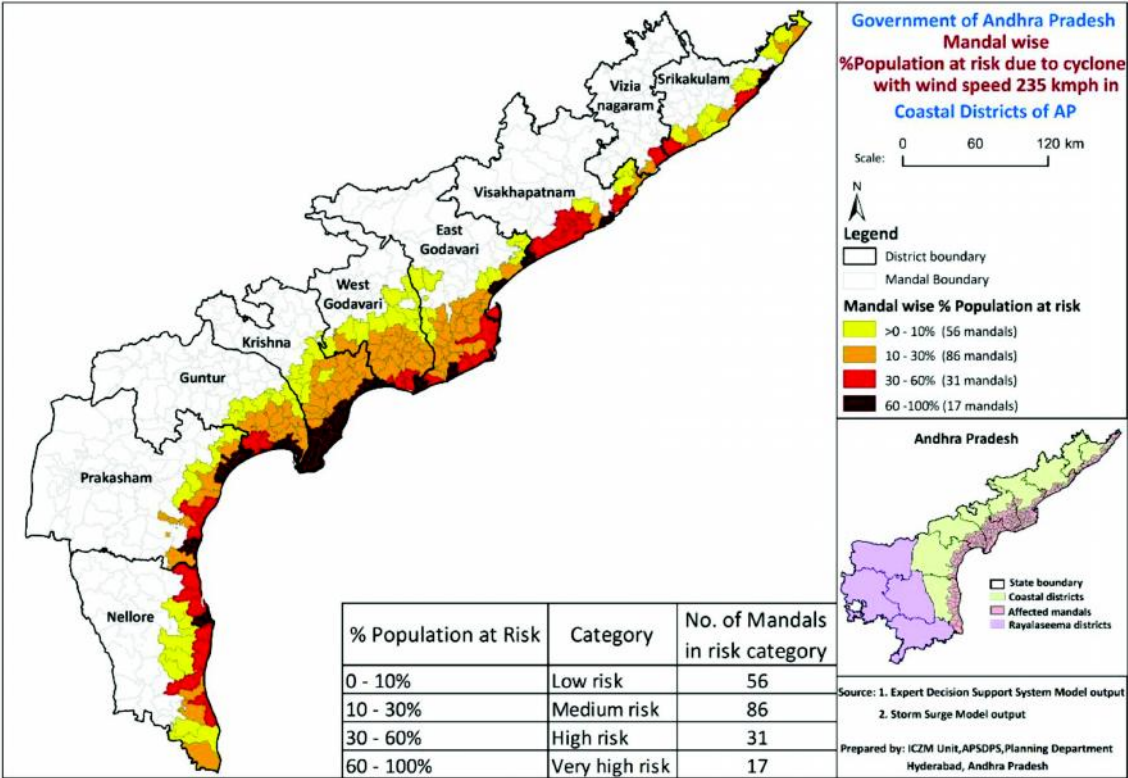 Government of Andhra Pradesh
Mandal wise
%Population at risk due to cyclone
with wind speed 235 kmph in
Coastal Districts of AP
0 60 120 km
Scale:
N
Legend
District boundary
Mandal Boundary
Mandal wise % Population at risk
>0 - 10% (56 mandals)
10 - 30% (86 mandals)
30 - 60% (31 mandals)
60 -100% (17 mandals)
Srikakulam
Vizia
nagaram
Visakhapatnam
East
Godavari
West
Godavari
Krishna
Guntur
Prakasham
Nellore
% Population at Risk Category No. of Mandals
in risk category
0 - 10% Low risk 56
10 - 30% Medium risk 86
30 - 60% High risk 31
60 - 100% Very high risk 17
Andhra Pradesh
State boundary
Coastal districts
Affected mandals
Rayalaseema districts
Source: 1. Expert Decision Support System Model output
2. Storm Surge Model output
Prepared by: ICZM Unit,APSDPS,Planning Department
Hyderabad, Andhra Pradesh